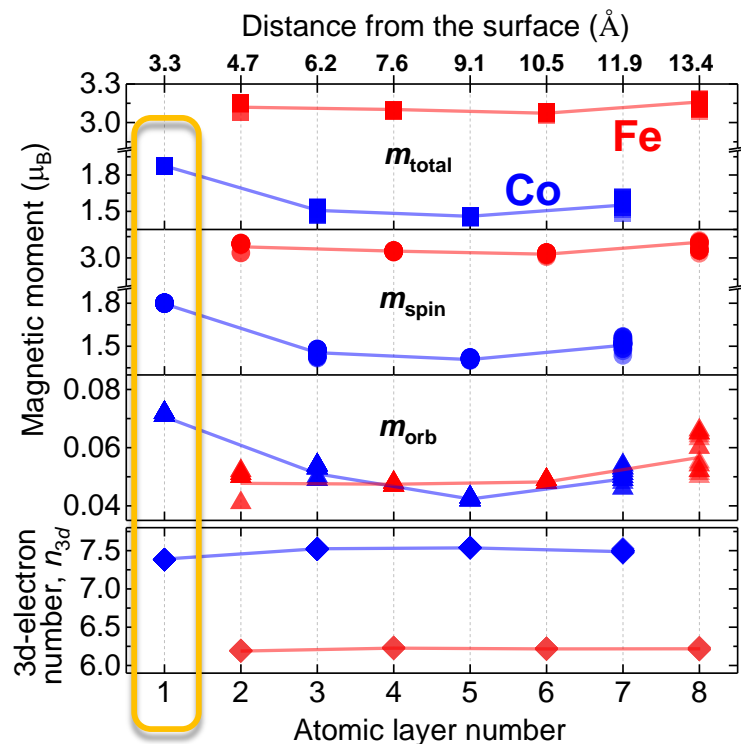 Distance from the surface (Å)
3.3 4.7 6.2 7.6 9.1 10.5 11.9 13.4
Magnetic moment (μB)
3.3
3.0
1.8
1.5
Fe
mtotal
Co
3.0
1.8
1.5
mspin
0.08
0.06
0.04
morb
3d-electron
number, n3d
7.5
7.0
6.5
6.0
1 2 3 4 5 6 7 8
Atomic layer number